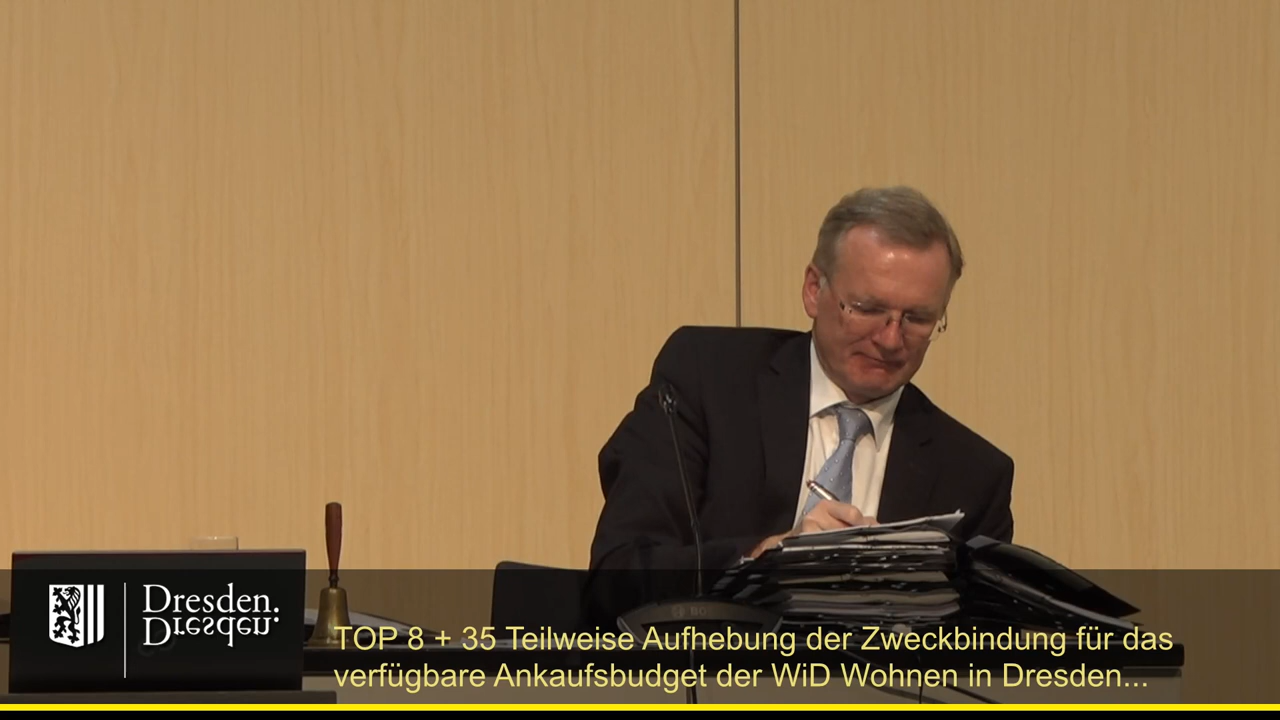 Dresden.
Dresden.
TOP 8 + 35 Teilweise Aufhebung der Zweckbindung für das
verfügbare Ankaufsbudget der WiD Wohnen in Dresden...